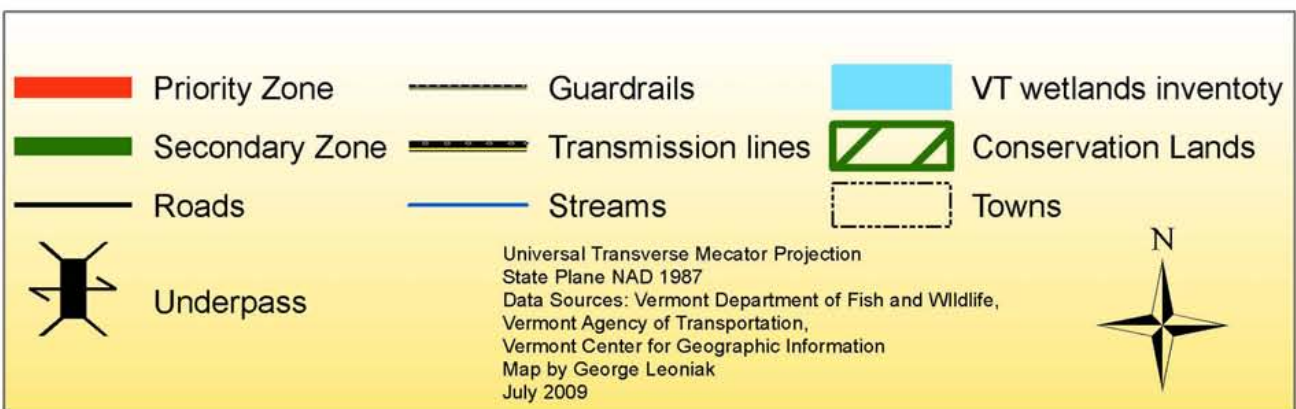 Priority Zone
Guardrails
VT wetlands inventoty
Secondary Zone
Transmission lines
Conservation Lands
Roads
Streams
Towns
Underpass
Universal Transverse Mecator Projection
State Plane NAD 1987
Data Sources: Vermont Department of Fish and WIldlife,
Vermont Agency of Transportation,
Vermont Center for Geographic Information
Map by George Leoniak
July 2009
N